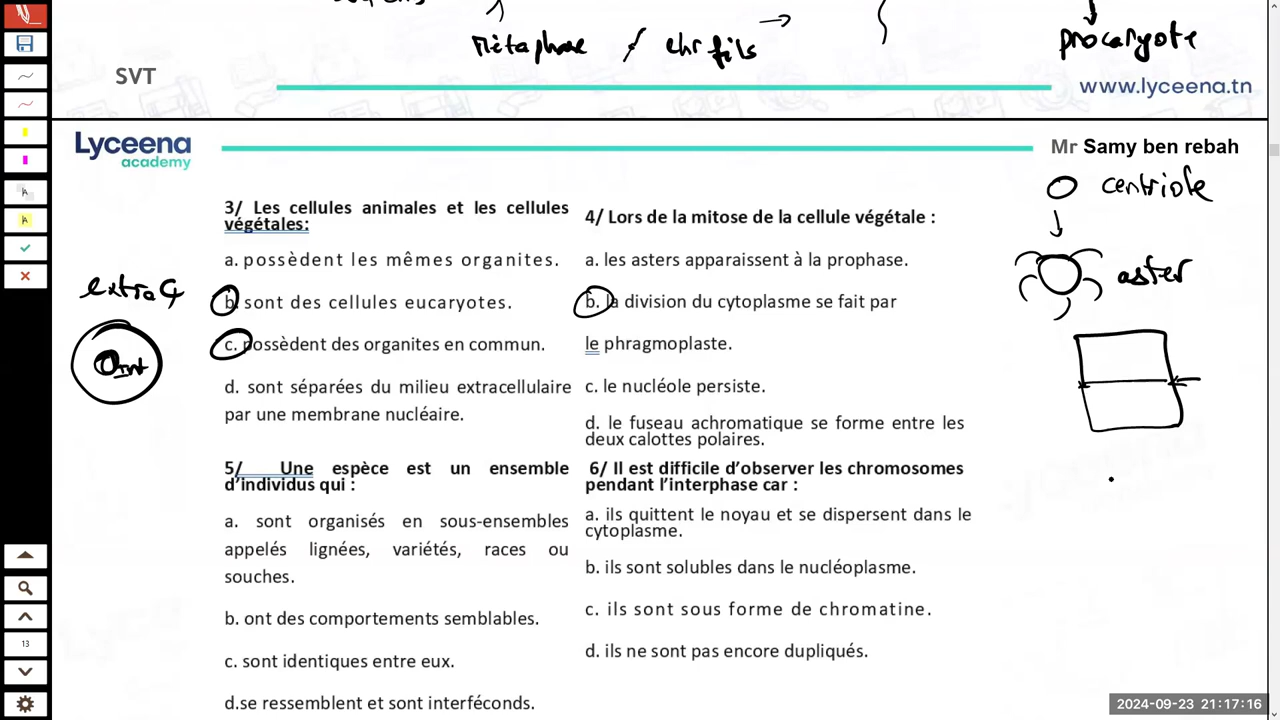 Métaphase / chr fils →
procaryote
SVT
www.lyceena.tn
Lyceena
academy
Mr Samy ben rebah
centriole
aster
extra
int
3/ Les cellules animales et les cellules
végétales:
a. possèdent les mêmes organites.
b. sont des cellules eucaryotes.
c. possèdent des organites en commun.
d. sont séparées du milieu extracellulaire
par une membrane nucléaire.
4/ Lors de la mitose de la cellule végétale :
a. les asters apparaissent à la prophase.
b. la division du cytoplasme se fait par
le phragmoplaste.
c. le nucléole persiste.
d. le fuseau achromatique se forme entre les
deux calottes polaires.
5/ Une espèce est un ensemble
d'individus qui :
a. sont organisés en sous-ensembles
appelés lignées, variétés, races ou
souches.
b. ont des comportements semblables.
c. sont identiques entre eux.
d.se ressemblent et sont interféconds.
6/ Il est difficile d'observer les chromosomes
pendant l'interphase car :
a. ils quittent le noyau et se dispersent dans le
cytoplasme.
b. ils sont solubles dans le nucléoplasme.
c. ils sont sous forme de chromatine.
d. ils ne sont pas encore dupliqués.
13
2024-09-23 21:17:16